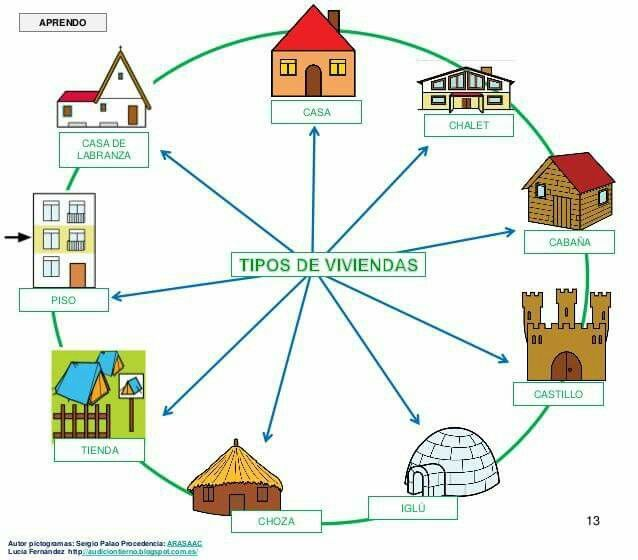 APRENDO
CASA
CHALET
CASA DE
LABRANZA
CABAÑA
TIPOS DE VIVIENDAS
PISO
CASTILLO
TIENDA
IGLÚ
CHOZA
13
Autor pictogramas: Sergio Palao Procedencia: ARASAAC
Lucía Fernández http://audiciontierno.blogspot.com.es/